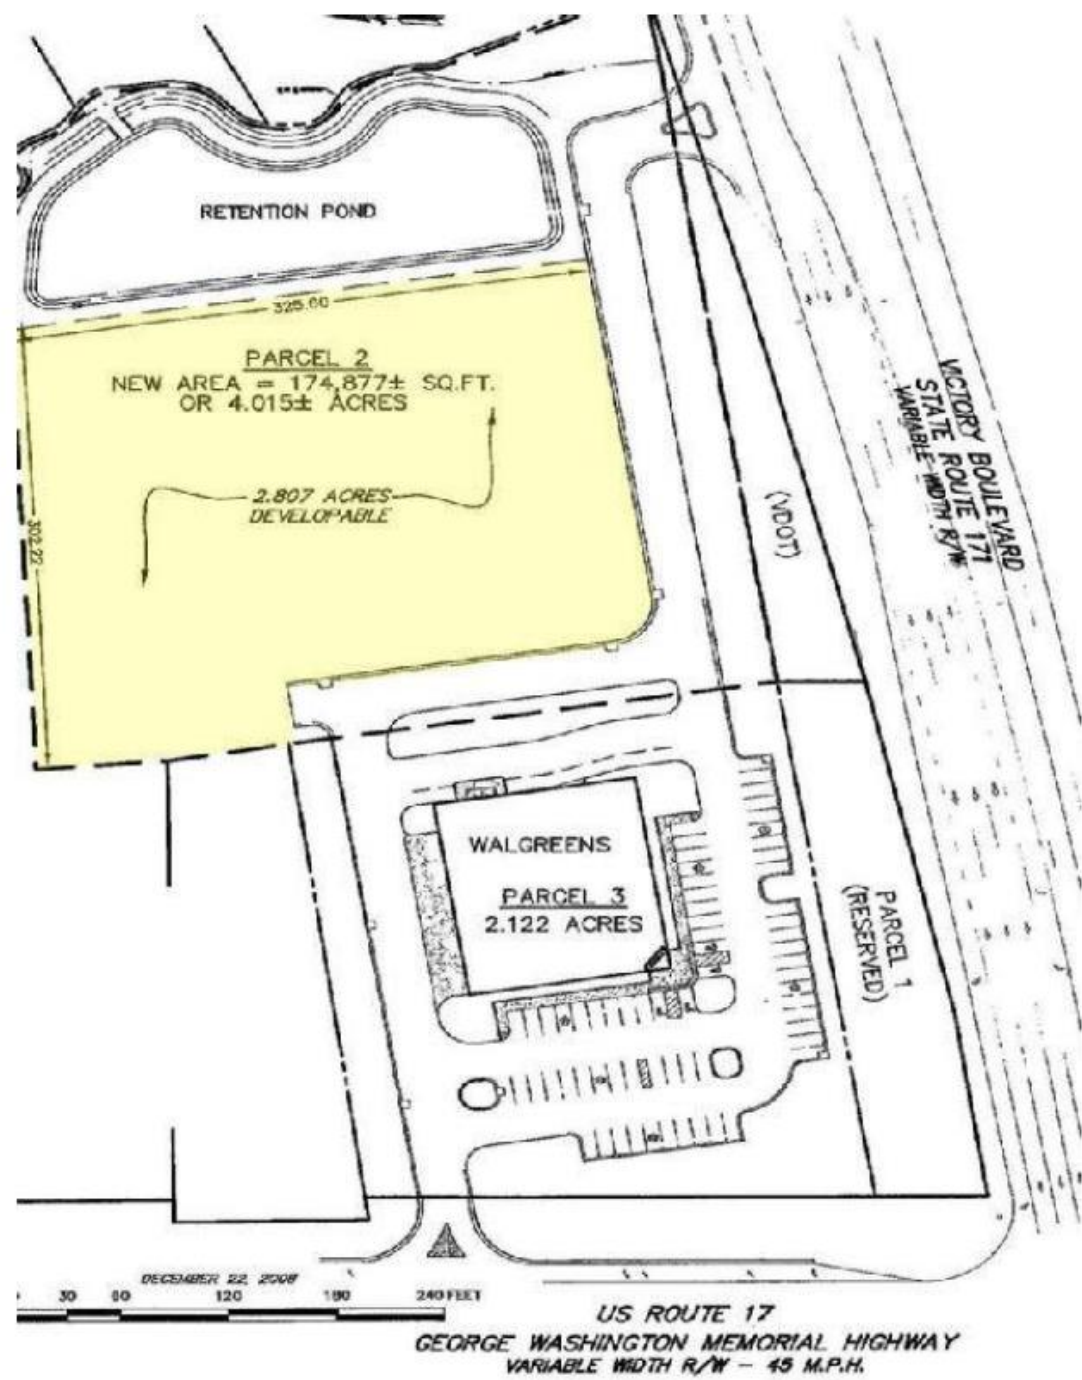 RETENTION POND
325.60
PARCEL 2
NEW AREA = 174,877± SQ.FT.
OR 4.015± ACRES
2.807 ACRES
DEVELOPABLE
302.22
(VDOT)
VICTORY BOULEVARD
STATE ROUTE 171
VARIABLE WIDTH R/W
WALGREENS
PARCEL 3
2.122 ACRES
PARCEL 1
(RESERVED)
DECEMBER 22, 2008
30 60 120 180 240 FEET
US ROUTE 17
GEORGE WASHINGTON MEMORIAL HIGHWAY
VARIABLE WIDTH R/W - 45 M.P.H.